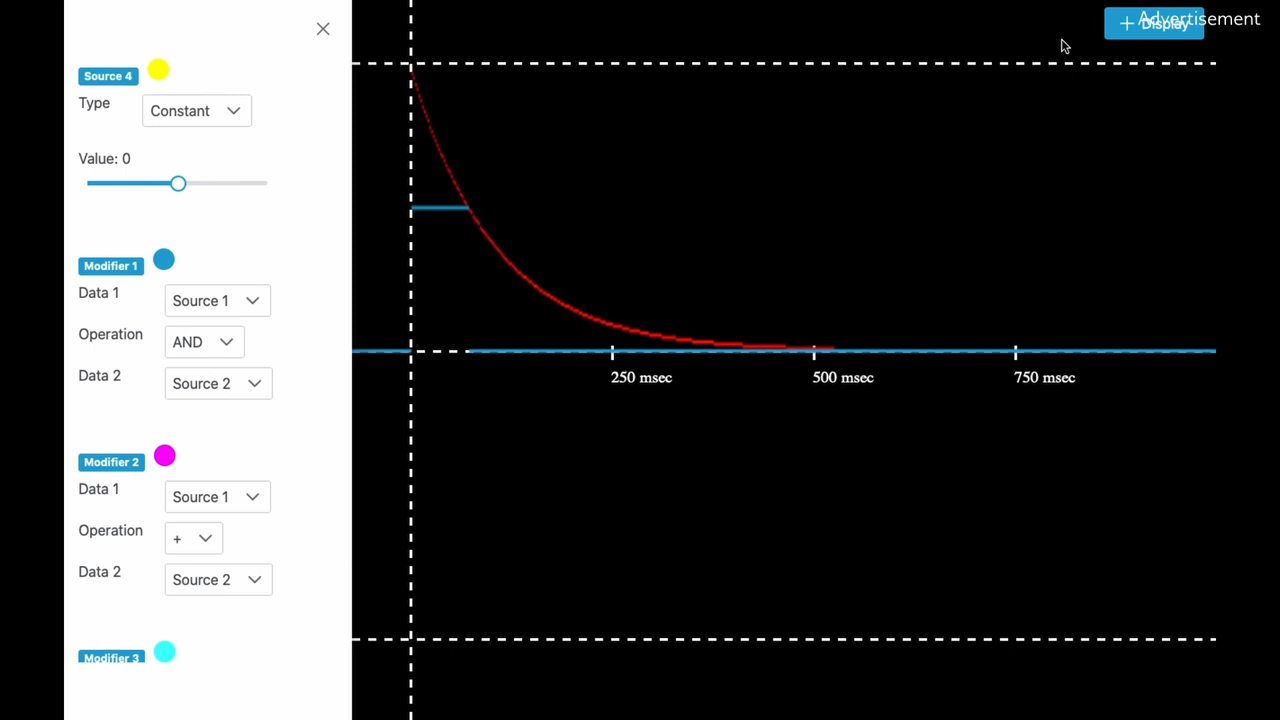 Advertisement
+ Display
Source 4
Type
Constant
Value: 0
Modifier 1
Data 1
Source 1
Operation
AND
Data 2
Source 2
250 msec
500 msec
750 msec
Modifier 2
Data 1
Source 1
Operation
+
Data 2
Source 2
Modifier 3